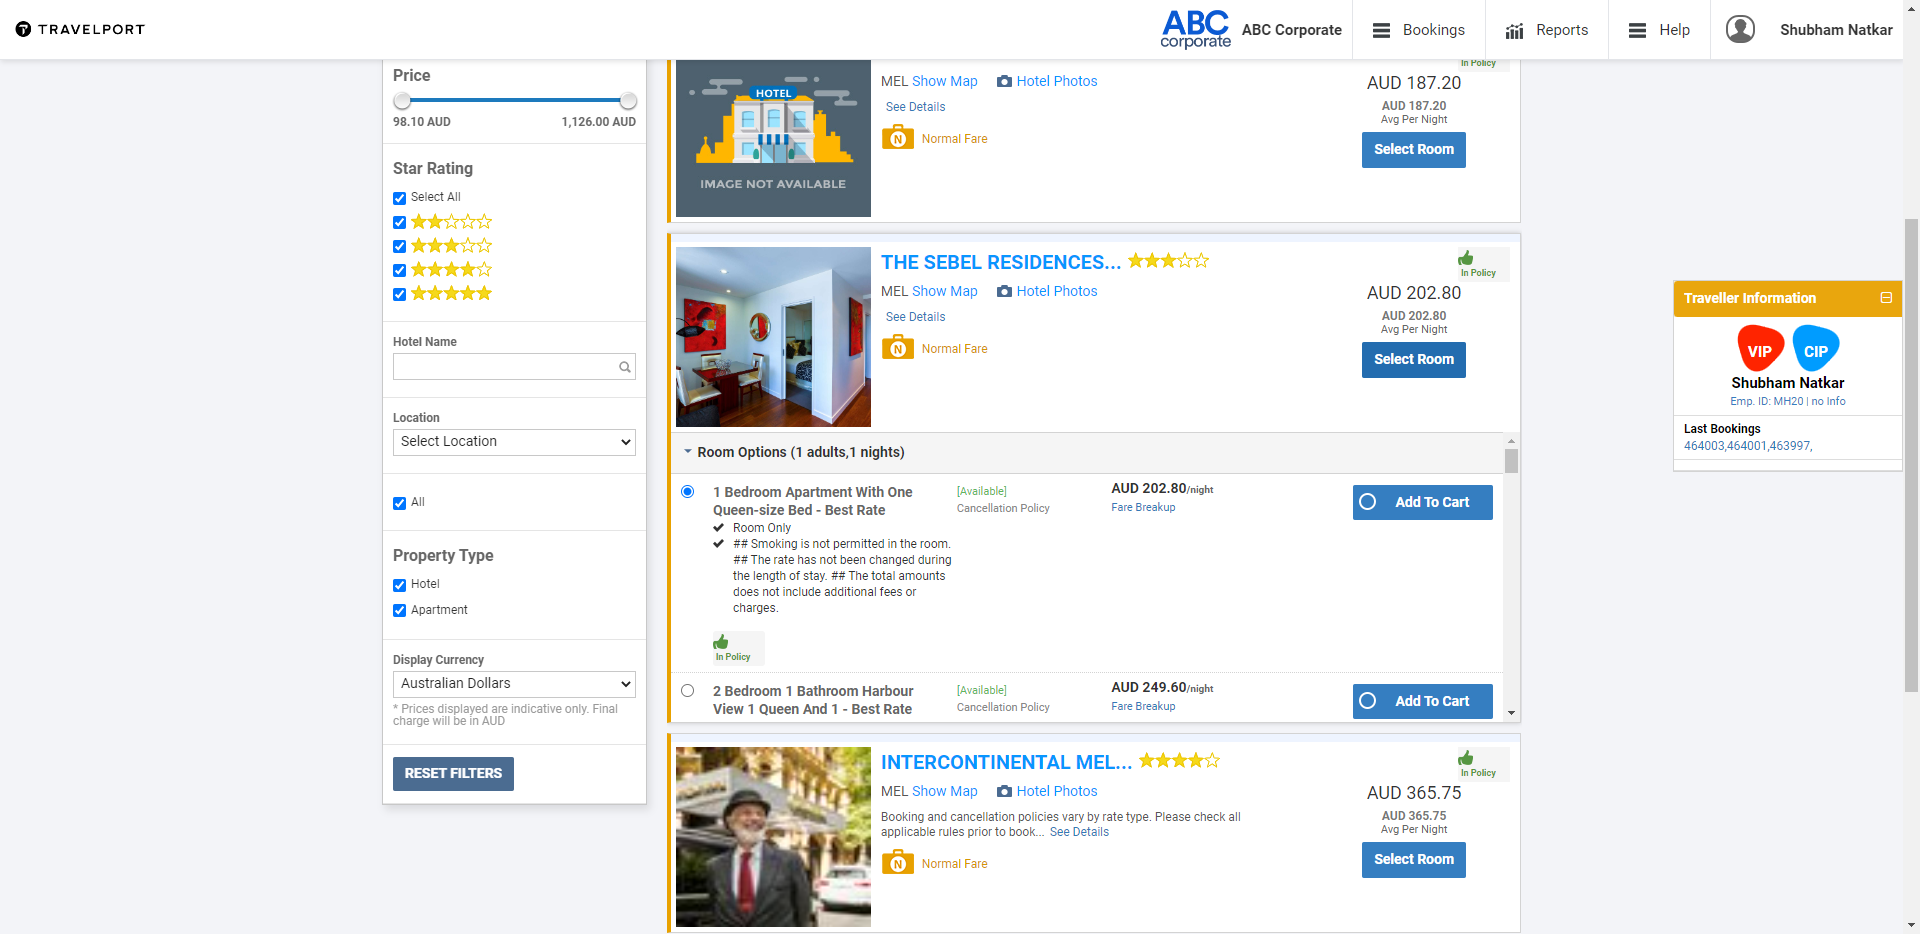 TRAVELPORT
ABC
corporate
ABC Corporate
Bookings
Reports
Help
Shubham Natkar
Price
98.10 AUD
1,126.00 AUD
Star Rating
Select All
Hotel Name
Location
Select Location
All
Property Type
Hotel
Apartment
Display Currency
Australian Dollars
* Prices displayed are indicative only. Final
charge will be in AUD
RESET FILTERS
HOTEL
IMAGE NOT AVAILABLE
MEL Show Map
Hotel Photos
See Details
N
Normal Fare
In Policy
AUD 187.20
AUD 187.20
Avg Per Night
Select Room
THE SEBEL RESIDENCES...
MEL Show Map
Hotel Photos
See Details
N
Normal Fare
In Policy
AUD 202.80
AUD 202.80
Avg Per Night
Select Room
Room Options (1 adults,1 nights)
1 Bedroom Apartment With One
Queen-size Bed - Best Rate
Room Only
## Smoking is not permitted in the room.
## The rate has not been changed during
the length of stay. ## The total amounts
does not include additional fees or
charges.
In Policy
[Available]
Cancellation Policy
AUD 202.80/night
Fare Breakup
Add To Cart
2 Bedroom 1 Bathroom Harbour
View 1 Queen And 1 - Best Rate
[Available]
Cancellation Policy
AUD 249.60/night
Fare Breakup
Add To Cart
INTERCONTINENTAL MEL...
MEL Show Map
Hotel Photos
Booking and cancellation policies vary by rate type. Please check all
applicable rules prior to book... See Details
N
Normal Fare
In Policy
AUD 365.75
AUD 365.75
Avg Per Night
Select Room
Traveller Information
VIP
CIP
Shubham Natkar
Emp. ID: MH20 | no Info
Last Bookings
464003,464001,463997,